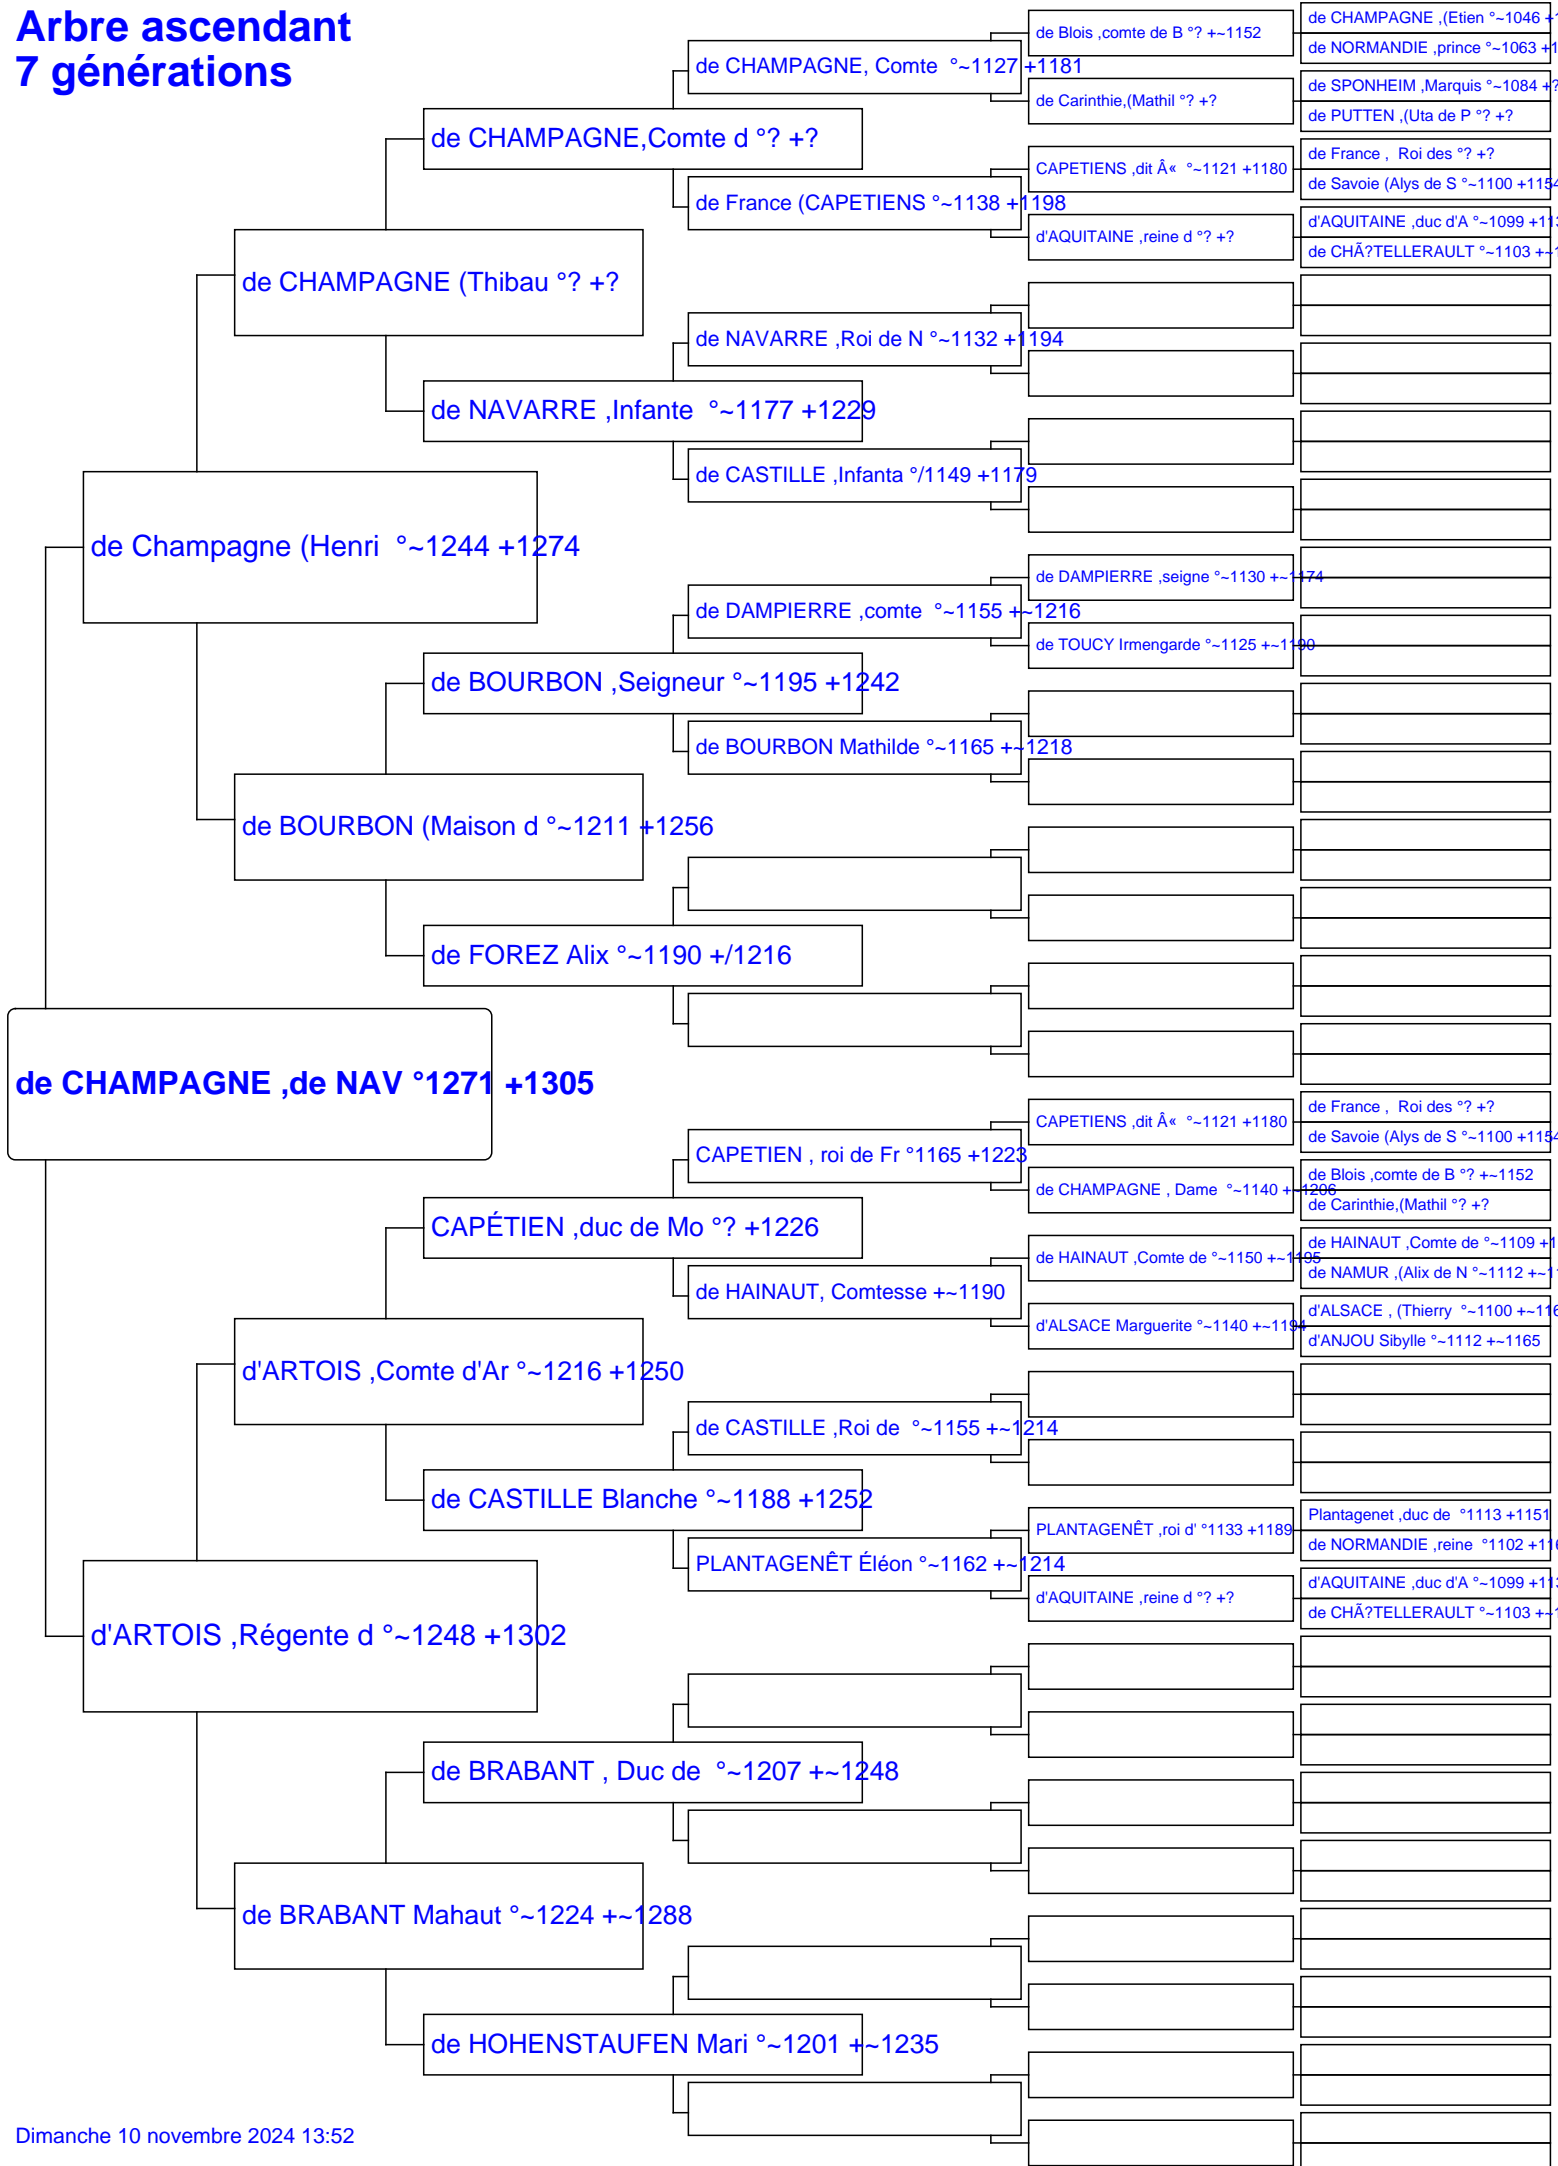 Arbre ascendant
7 générations
de CHAMPAGNE ,de NAV °1271 +1305
de Champagne (Henri  °~1244 +1274
d'ARTOIS ,Régente d °~1248 +1302
de CHAMPAGNE (Thibau °? +?
de BOURBON (Maison d °~1211 +1256
d'ARTOIS ,Comte d'Ar °~1216 +1250
de BRABANT Mahaut °~1224 +~1288
de CHAMPAGNE,Comte d °? +?
de NAVARRE ,Infante  °~1177 +1229
de BOURBON ,Seigneur °~1195 +1242
de FOREZ Alix °~1190 +/1216
CAPÉTIEN ,duc de Mo °? +1226
de CASTILLE Blanche °~1188 +1252
de BRABANT , Duc de  °~1207 +~1248
de HOHENSTAUFEN Mari °~1201 +~1235
de CHAMPAGNE, Comte  °~1127 +1181
de France (CAPETIENS °~1138 +1198
de NAVARRE ,Roi de N °~1132 +1194
de CASTILLE ,Infanta °/1149 +1179
de DAMPIERRE ,comte  °~1155 +~1216
de BOURBON Mathilde °~1165 +~1218
CAPETIEN , roi de Fr °1165 +1223
de HAINAUT, Comtesse +~1190
de CASTILLE ,Roi de  °~1155 +~1214
PLANTAGENÊT Éléon °~1162 +~1214
de Blois ,comte de B °? +~1152
de Carinthie,(Mathil °? +?
CAPETIENS ,dit Â«  °~1121 +1180
d'AQUITAINE ,reine d °? +?
de DAMPIERRE ,seigne °~1130 +~1174
de TOUCY Irmengarde °~1125 +~1190
CAPETIENS ,dit Â«  °~1121 +1180
de CHAMPAGNE , Dame  °~1140 +~1206
de HAINAUT ,Comte de °~1150 +~1195
d'ALSACE Marguerite °~1140 +~1194
PLANTAGENÊT ,roi d' °1133 +1189
d'AQUITAINE ,reine d °? +?
de CHAMPAGNE ,(Etien °~1046 +1
de NORMANDIE ,prince °~1063 +1
de SPONHEIM ,Marquis °~1084 +?
de PUTTEN ,(Uta de P °? +?
de France ,  Roi des °? +?
de Savoie (Alys de S °~1100 +1154
d'AQUITAINE ,duc d'A °~1099 +113
de CHÃ?TELLERAULT °~1103 +~1
de France ,  Roi des °? +?
de Savoie (Alys de S °~1100 +1154
de Blois ,comte de B °? +~1152
de Carinthie,(Mathil °? +?
de HAINAUT ,Comte de °~1109 +1
de NAMUR ,(Alix de N °~1112 +~11
d'ALSACE , (Thierry  °~1100 +~116
d'ANJOU Sibylle °~1112 +~1165
Plantagenet ,duc de  °1113 +1151
de NORMANDIE ,reine  °1102 +116
d'AQUITAINE ,duc d'A °~1099 +113
de CHÃ?TELLERAULT °~1103 +~1
Dimanche 10 novembre 2024 13:52